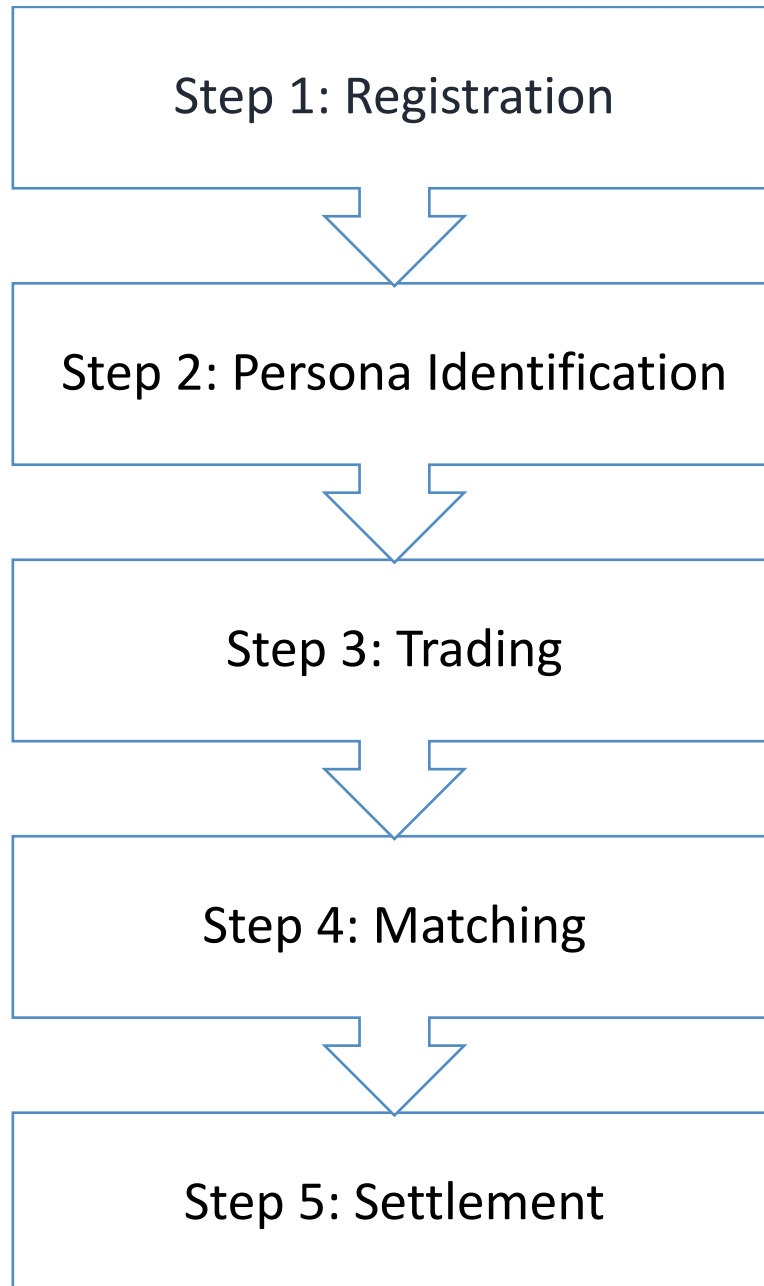 Step 1: Registration
Step 2: Persona Identification
Step 3: Trading
Step 4: Matching
Step 5: Settlement